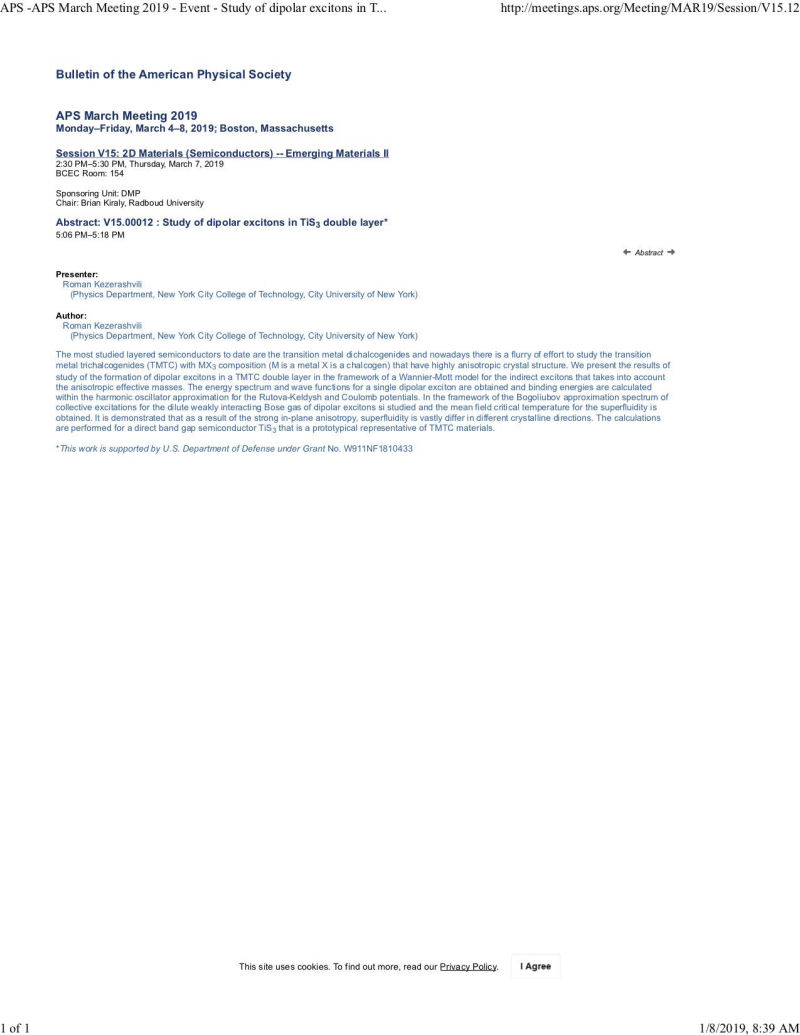 APS -APS March Meeting 2019 - Event - Study of dipolar excitons in T...
http://meetings.aps.org/Meeting/MAR19/Session/V15.12
Bulletin of the American Physical Society
APS March Meeting 2019
Monday–Friday, March 4–8, 2019; Boston, Massachusetts
Session V15: 2D Materials (Semiconductors) -- Emerging Materials II
2:30 PM–5:30 PM, Thursday, March 7, 2019
BCEC Room: 154
Sponsoring Unit: DMP
Chair: Brian Kiraly, Radboud University
Abstract: V15.00012 : Study of dipolar excitons in TiS₃ double layer*
5:06 PM–5:18 PM
← Abstract →
Presenter:
Roman Kezerashvili
(Physics Department, New York City College of Technology, City University of New York)
Author:
Roman Kezerashvili
(Physics Department, New York City College of Technology, City University of New York)
The most studied layered semiconductors to date are the transition metal dichalcogenides and nowadays there is a flurry of effort to study the transition
metal trichalcogenides (TMTC) with MX₃ composition (M is a metal X is a chalcogen) that have highly anisotropic crystal structure. We present the results of
study of the formation of dipolar excitons in a TMTC double layer in the framework of a Wannier-Mott model for the indirect excitons that takes into account
the anisotropic effective masses. The energy spectrum and wave functions for a single dipolar exciton are obtained and binding energies are calculated
within the harmonic oscillator approximation for the Rutova-Keldysh and Coulomb potentials. In the framework of the Bogoliubov approximation spectrum of
collective excitations for the dilute weakly interacting Bose gas of dipolar excitons si studied and the mean field critical temperature for the superfluidity is
obtained. It is demonstrated that as a result of the strong in-plane anisotropy, superfluidity is vastly differ in different crystalline directions. The calculations
are performed for a direct band gap semiconductor TiS₃ that is a prototypical representative of TMTC materials.
*This work is supported by U.S. Department of Defense under Grant No. W911NF1810433
This site uses cookies. To find out more, read our Privacy Policy.
I Agree
1 of 1
1/8/2019, 8:39 AM